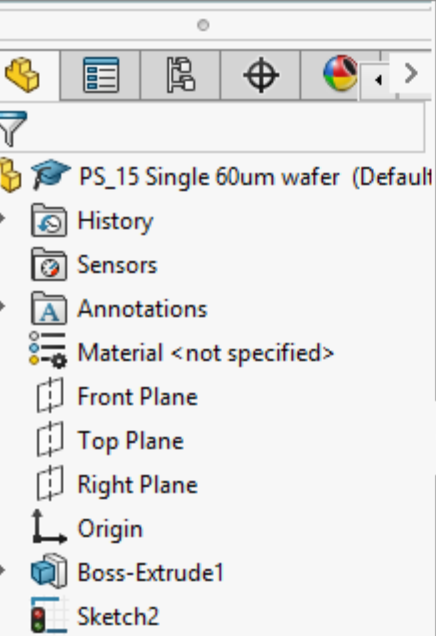 PS_15 Single 60um wafer (Default
History
Sensors
Annotations
Material <not specified>
Front Plane
Top Plane
Right Plane
Origin
Boss-Extrude1
Sketch2